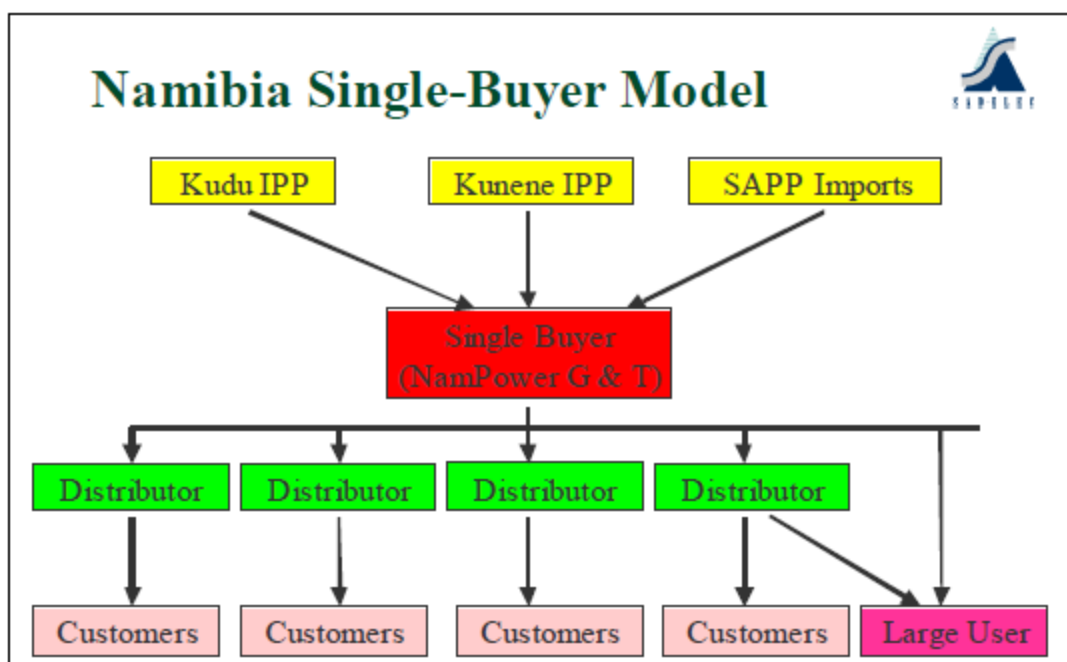 Namibia Single-Buyer Model
SADELEC
Kudu IPP
Kunene IPP
SAPP Imports
Single Buyer
(NamPower G & T)
Distributor
Distributor
Distributor
Distributor
Customers
Customers
Customers
Customers
Large User